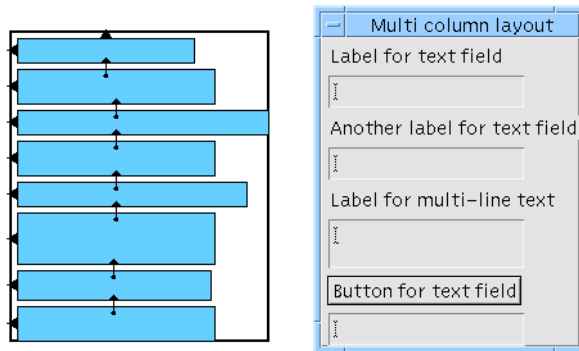 Multi column layout
Label for text field
Another label for text field
Label for multi-line text
Button for text field